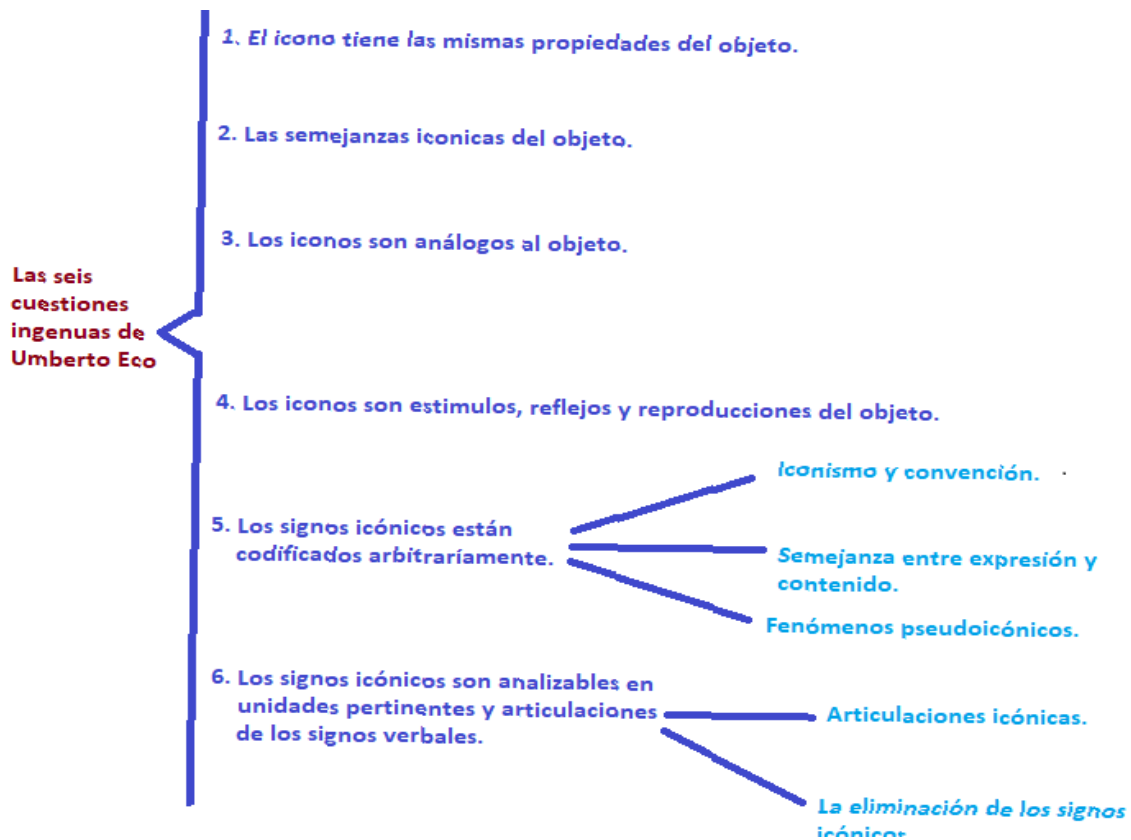 1. El icono tiene las mismas propiedades del objeto.
2. Las semejanzas iconicas del objeto.
3. Los iconos son análogos al objeto.
Las seis
cuestiones
ingenuas de
Umberto Eco
4. Los iconos son estimulos, reflejos y reproducciones del objeto.
Iconismo y convención.
5. Los signos icónicos están
codificados arbitraríamente.
Semejanza entre expresión y
contenido.
Fenómenos pseudoicónicos.
6. Los signos icónicos son analizables en
unidades pertinentes y articulaciones
de los signos verbales.
Articulaciones icónicas.
La eliminación de los signos
icónicos